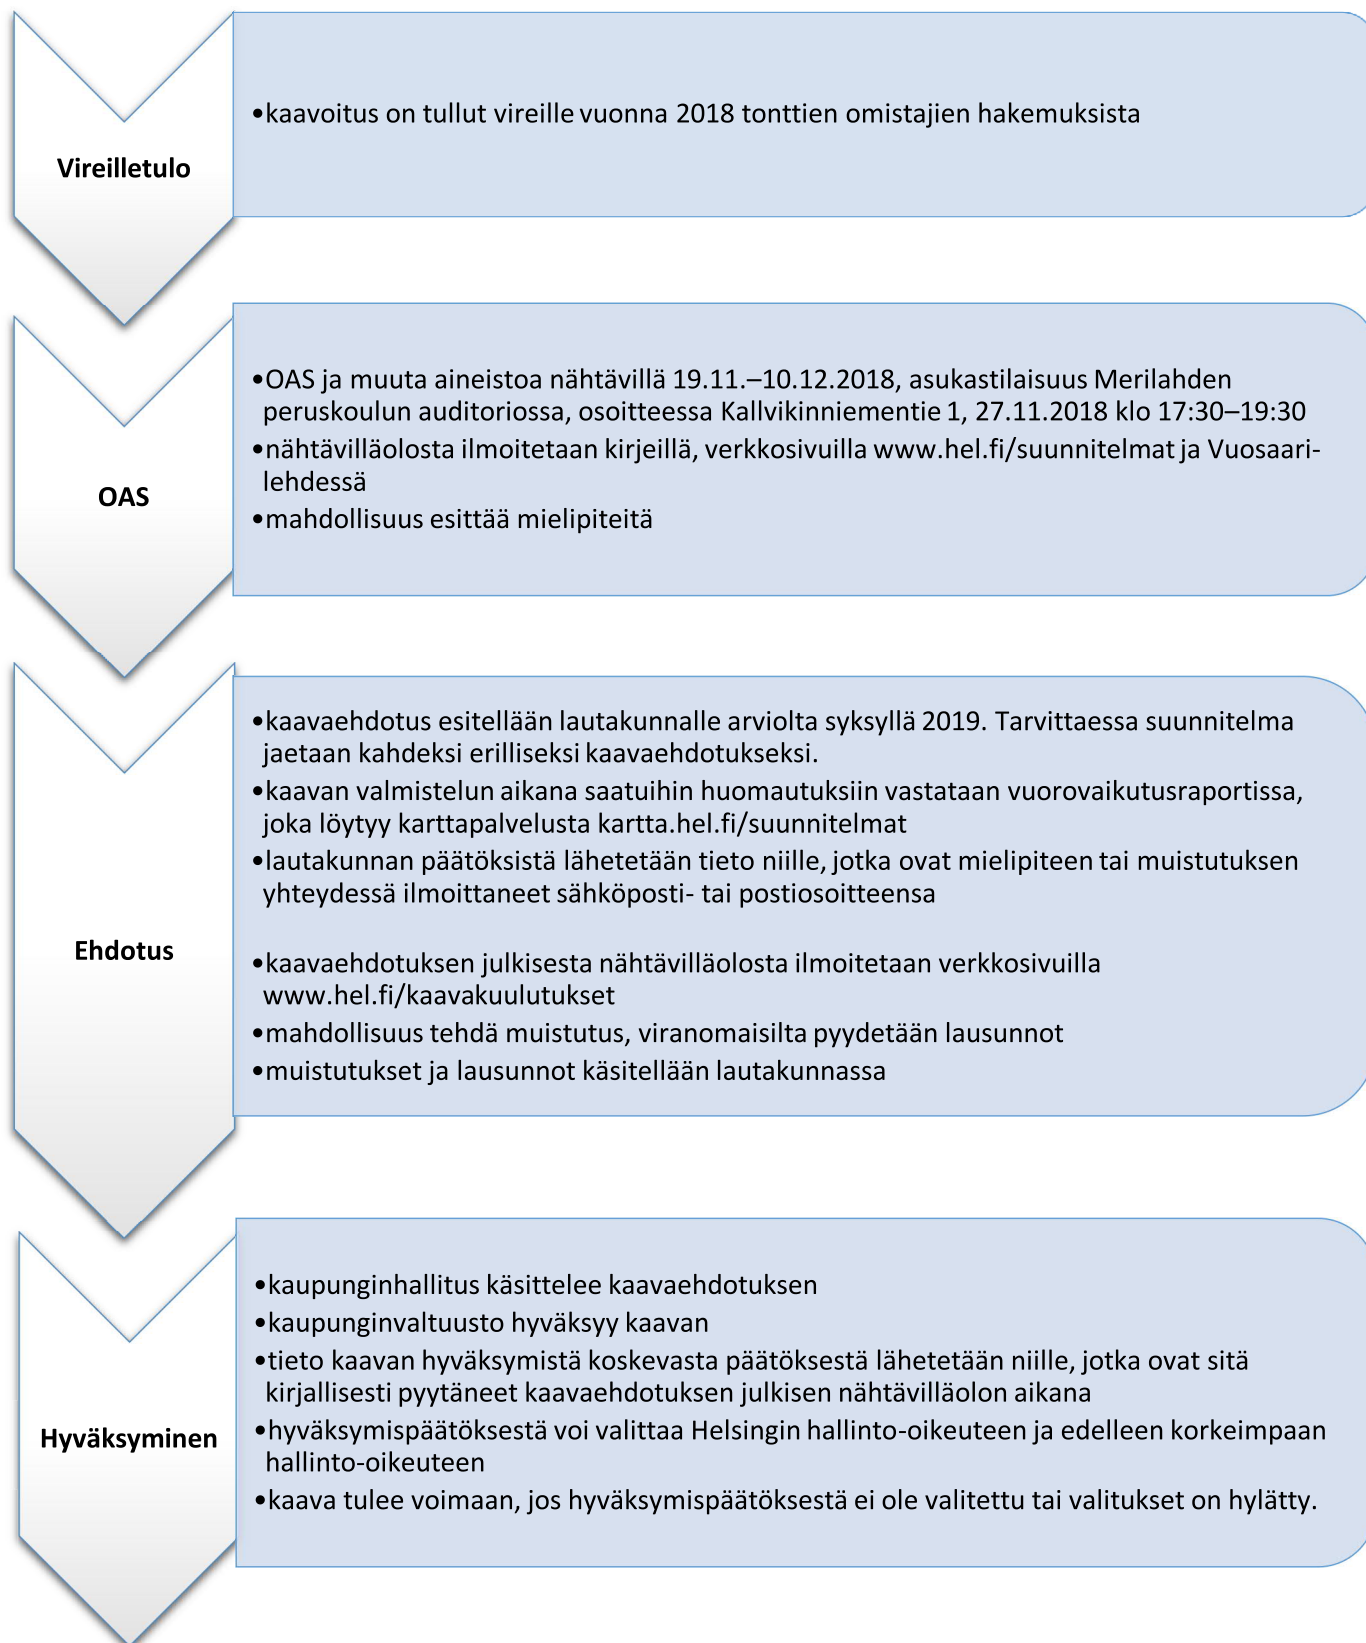 Vireilletulo
•kaavoitus on tullut vireille vuonna 2018 tonttien omistajien hakemuksista
OAS
•OAS ja muuta aineistoa nähtävillä 19.11.–10.12.2018, asukastilaisuus Merilahden
peruskoulun auditoriossa, osoitteessa Kallvikinniementie 1, 27.11.2018 klo 17:30–19:30
•nähtävilläolosta ilmoitetaan kirjeillä, verkkosivuilla www.hel.fi/suunnitelmat ja Vuosaari-
lehdessä
•mahdollisuus esittää mielipiteitä
Ehdotus
•kaavaehdotus esitellään lautakunnalle arviolta syksyllä 2019. Tarvittaessa suunnitelma
jaetaan kahdeksi erilliseksi kaavaehdotukseksi.
•kaavan valmistelun aikana saatuihin huomautuksiin vastataan vuorovaikutusraportissa,
joka löytyy karttapalvelusta kartta.hel.fi/suunnitelmat
•lautakunnan päätöksistä lähetetään tieto niille, jotka ovat mielipiteen tai muistutuksen
yhteydessä ilmoittaneet sähköposti- tai postiosoitteensa
•kaavaehdotuksen julkisesta nähtävilläolosta ilmoitetaan verkkosivuilla
www.hel.fi/kaavakuulutukset
•mahdollisuus tehdä muistutus, viranomaisilta pyydetään lausunnot
•muistutukset ja lausunnot käsitellään lautakunnassa
Hyväksyminen
•kaupunginhallitus käsittelee kaavaehdotuksen
•kaupunginvaltuusto hyväksyy kaavan
•tieto kaavan hyväksymistä koskevasta päätöksestä lähetetään niille, jotka ovat sitä
kirjallisesti pyytäneet kaavaehdotuksen julkisen nähtävilläolon aikana
•hyväksymispäätöksestä voi valittaa Helsingin hallinto-oikeuteen ja edelleen korkeimpaan
hallinto-oikeuteen
•kaava tulee voimaan, jos hyväksymispäätöksestä ei ole valitettu tai valitukset on hylätty.